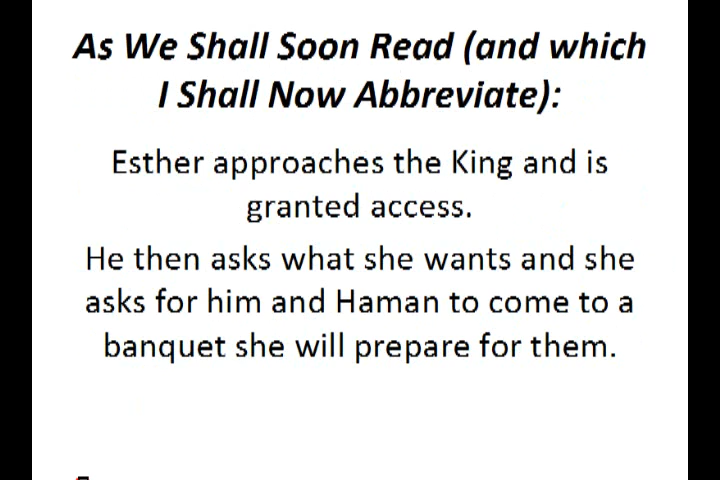 As We Shall Soon Read (and which
I Shall Now Abbreviate):
Esther approaches the King and is
granted access.
He then asks what she wants and she
asks for him and Haman to come to a
banquet she will prepare for them.